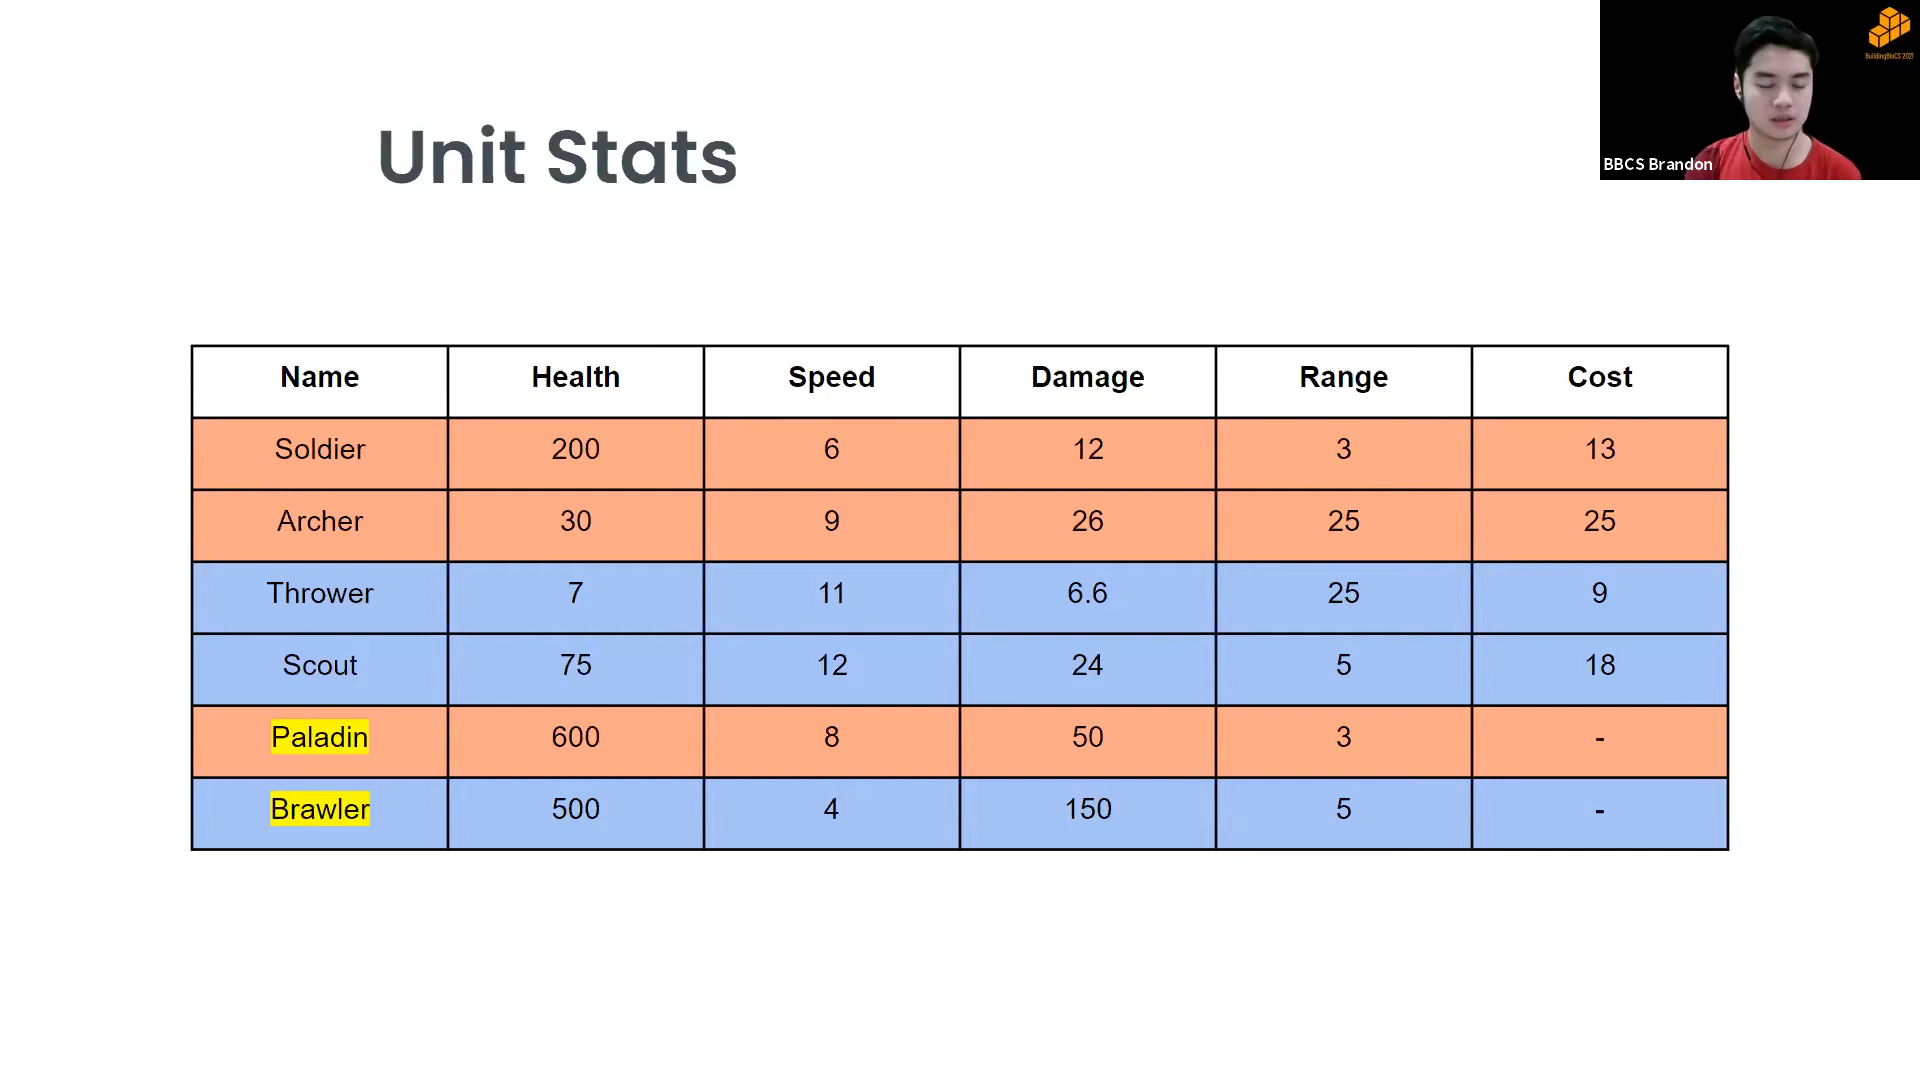 BuildingBloCS 2021
BBCS Brandon
Unit Stats
Name Health Speed Damage Range Cost
Soldier 200 6 12 3 13
Archer 30 9 26 25 25
Thrower 7 11 6.6 25 9
Scout 75 12 24 5 18
Paladin 600 8 50 3 -
Brawler 500 4 150 5 -